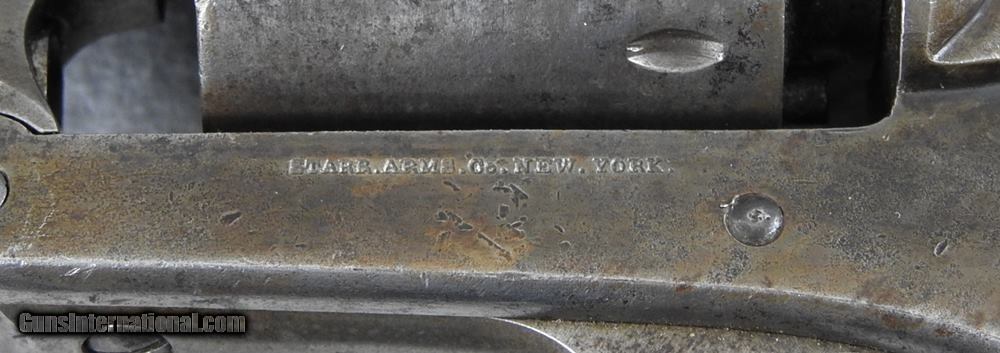 STARR. ARMS. Co., NEW. YORK.
GunsInternational.com